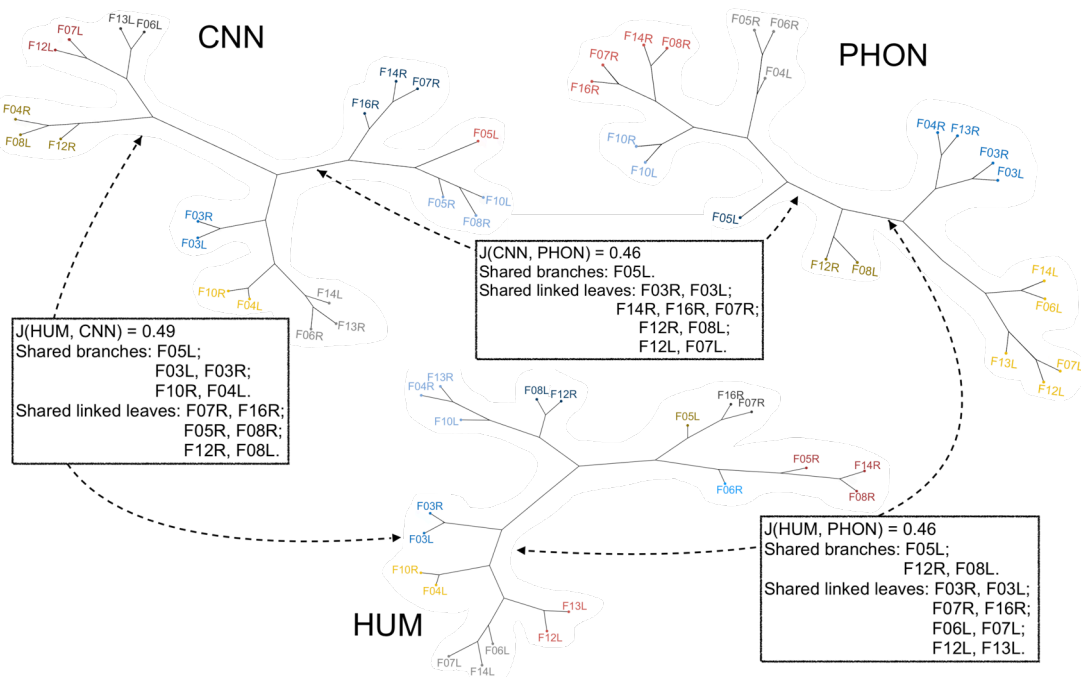 CNN
F07L
F12L
F13L
F06L
F04R
F08L
F12R
F14R
F07R
F16R
F05L
F05R
F10L
F08R
F03R
F03L
F10R
F04L
F14L
F13R
F06R
PHON
F05R
F06R
F04L
F14R
F08R
F07R
F16R
F10R
F10L
F05L
F12R
F08L
F04R
F13R
F03R
F03L
F14L
F06L
F13L
F07L
F12L
J(CNN, PHON) = 0.46
Shared branches: F05L.
Shared linked leaves: F03R, F03L;
F14R, F16R, F07R;
F12R, F08L;
F12L, F07L.
J(HUM, CNN) = 0.49
Shared branches: F05L;
F03L, F03R;
F10R, F04L.
Shared linked leaves: F07R, F16R;
F05R, F08R;
F12R, F08L.
HUM
F13R
F04R
F10L
F08L
F12R
F16R
F07R
F05L
F05R
F14R
F08R
F06R
F03R
F03L
F10R
F04L
F13L
F12L
F06L
F07L
F14L
J(HUM, PHON) = 0.46
Shared branches: F05L;
F12R, F08L.
Shared linked leaves: F03R, F03L;
F07R, F16R;
F06L, F07L;
F12L, F13L.